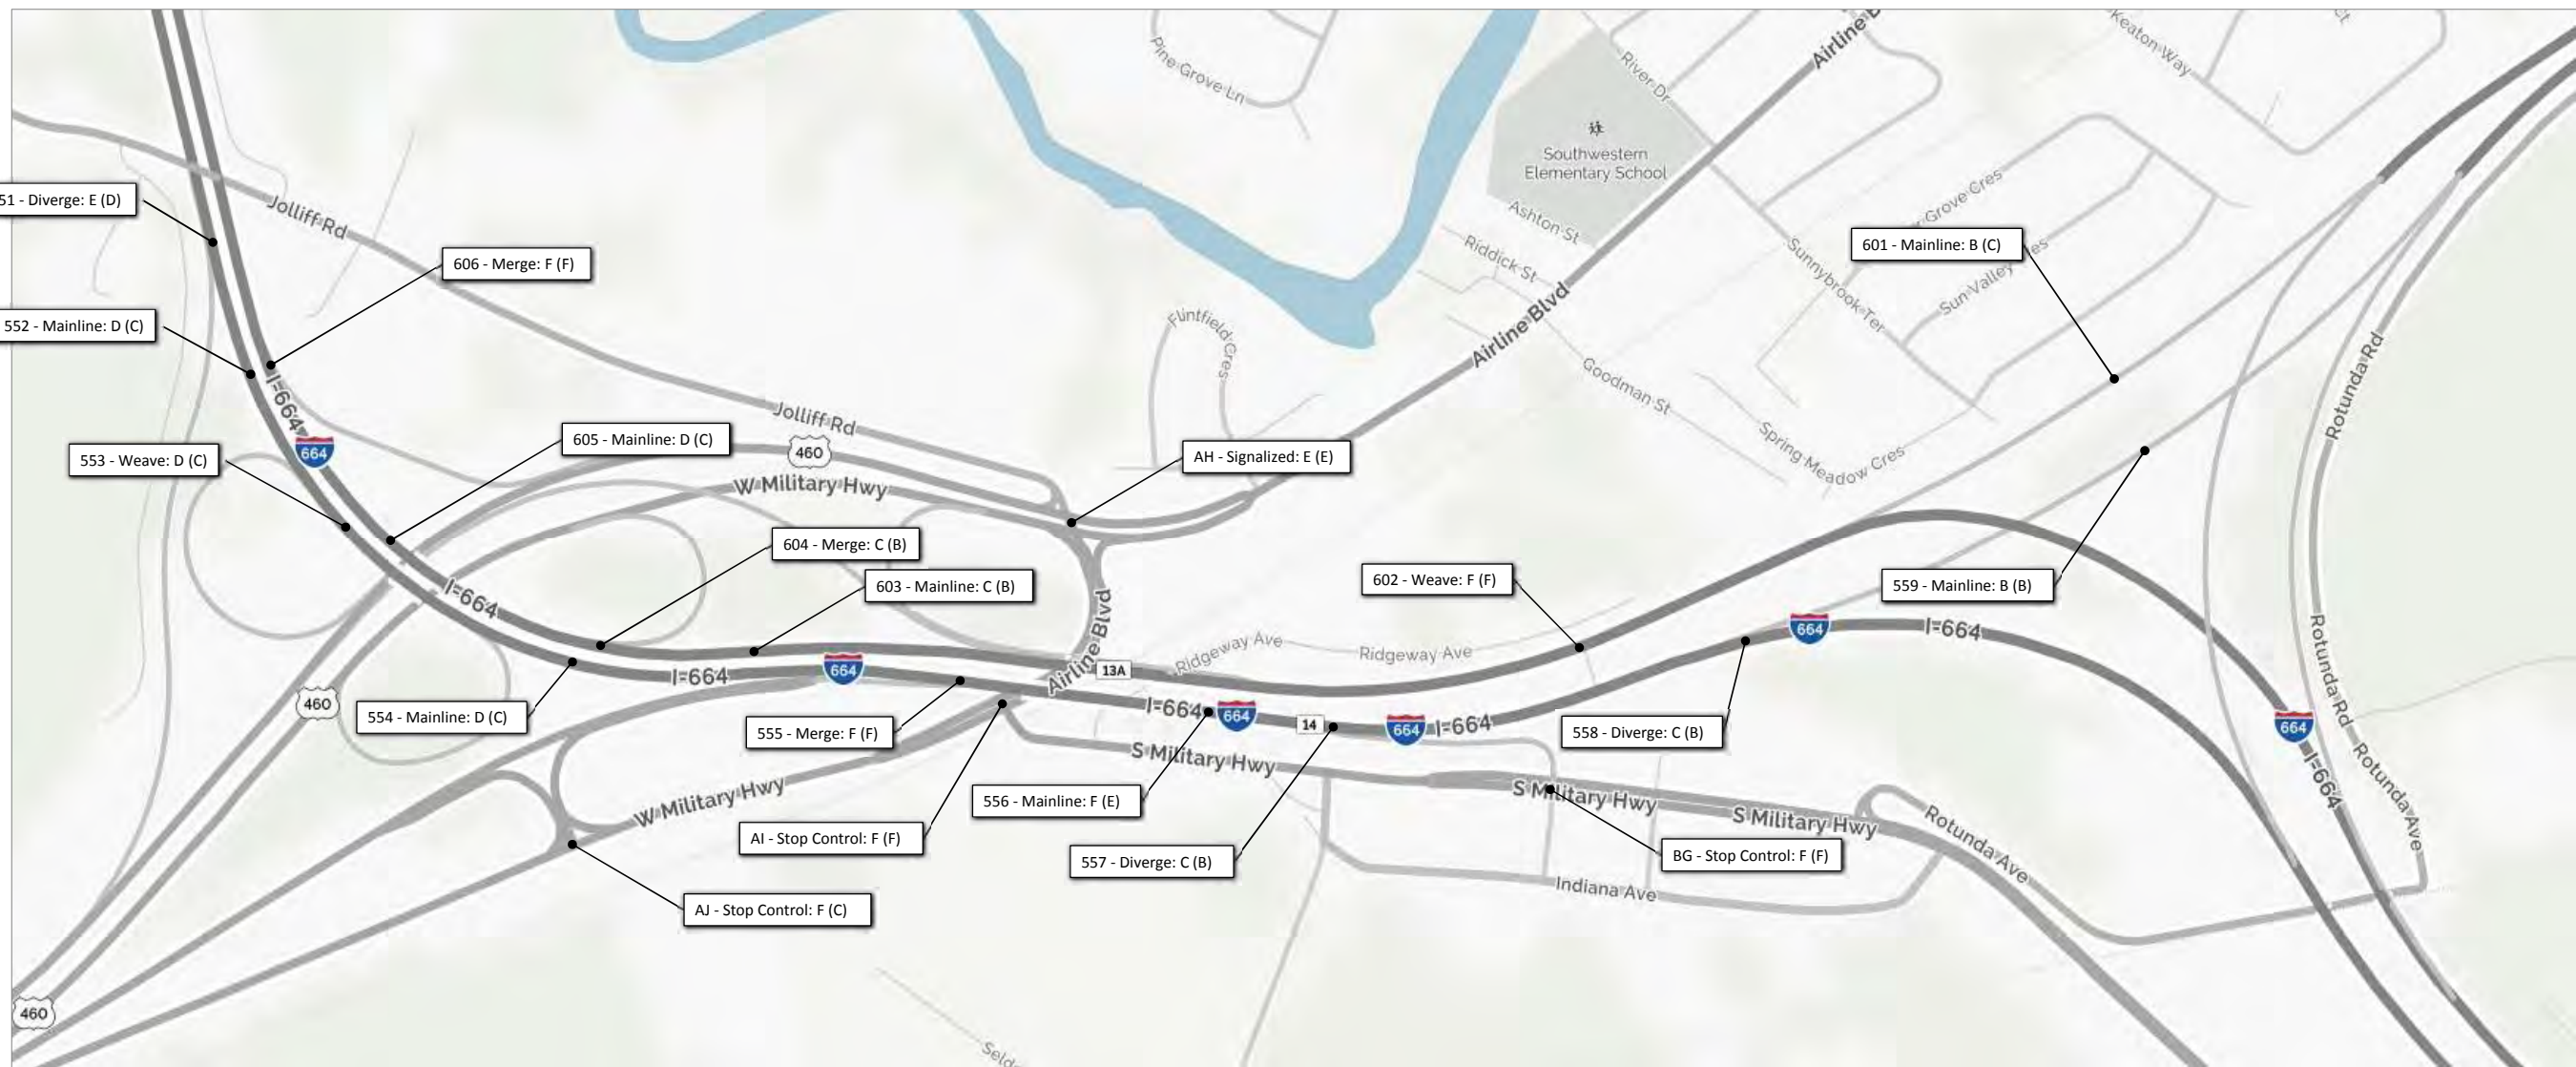 Airline B
Keaton Way
Ct
Pine Grove Ln
River Dr
Southwestern
Elementary School
51 - Diverge: E (D)
Jolliff Rd
Ashton St
Grove Cres
Riddick St
601 - Mainline: B (C)
Sunnybrook Ter
Sun Valley
es
606 - Merge: F (F)
552 - Mainline: D (C)
Flintfield Cres
Airline Blvd
Goodman St
Rotunda Rd
I-664
664
Jolliff Rd
605 - Mainline: D (C)
460
AH - Signalized: E (E)
Spring Meadow Cres
553 - Weave: D (C)
W Military Hwy
604 - Merge: C (B)
603 - Mainline: C (B)
602 - Weave: F (F)
559 - Mainline: B (B)
I-664
Airline Blvd
Ridgeway Ave
Ridgeway Ave
664
I-664
Rotunda Rd
I-664
664
13A
460
554 - Mainline: D (C)
555 - Merge: F (F)
I-664
664
14
664
I-664
558 - Diverge: C (B)
664
I-664
Rotunda Ave
S Military Hwy
W Military Hwy
556 - Mainline: F (E)
S Military Hwy
S Military Hwy
Rotunda Ave
AI - Stop Control: F (F)
557 - Diverge: C (B)
BG - Stop Control: F (F)
Indiana Ave
AJ - Stop Control: F (C)
460
Seld